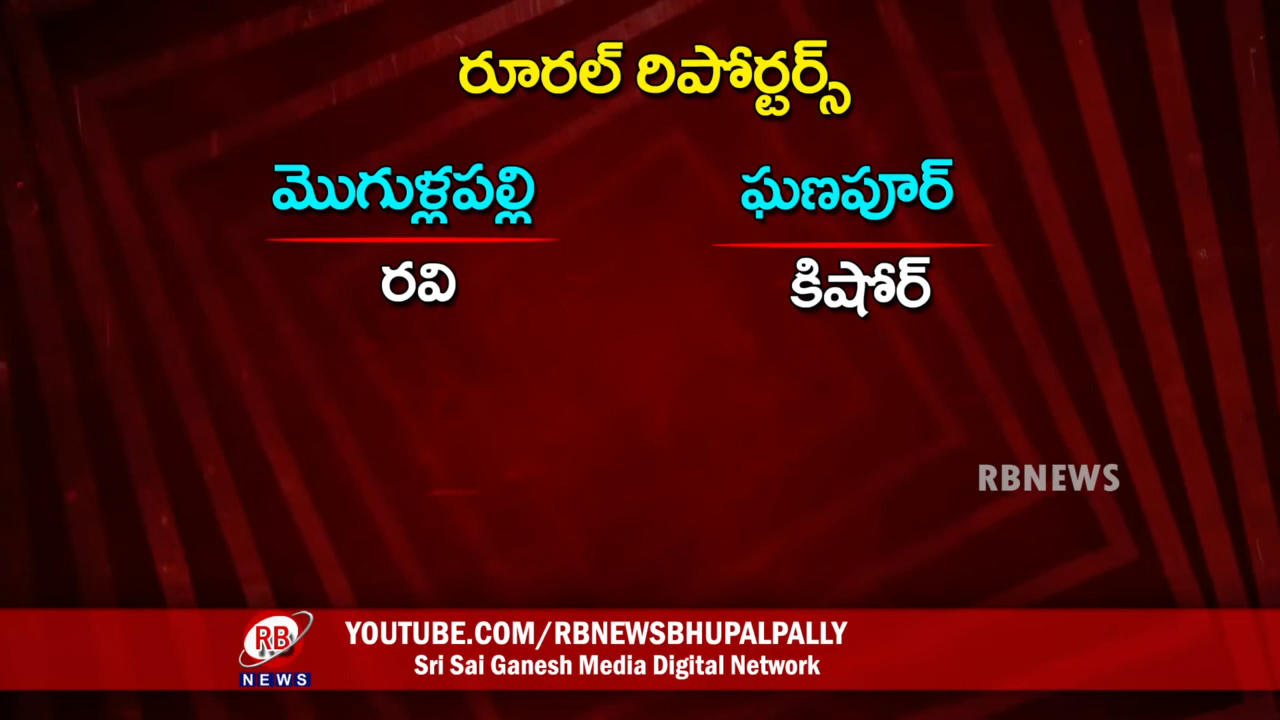 రూరల్ రిపోర్టర్స్
మొగుళ్లపల్లి
రవి
ఘణపూర్
కిషోర్
RBNEWS
RB
NEWS
YOUTUBE.COM/RBNEWSBHUPALPALLY
Sri Sai Ganesh Media Digital Network